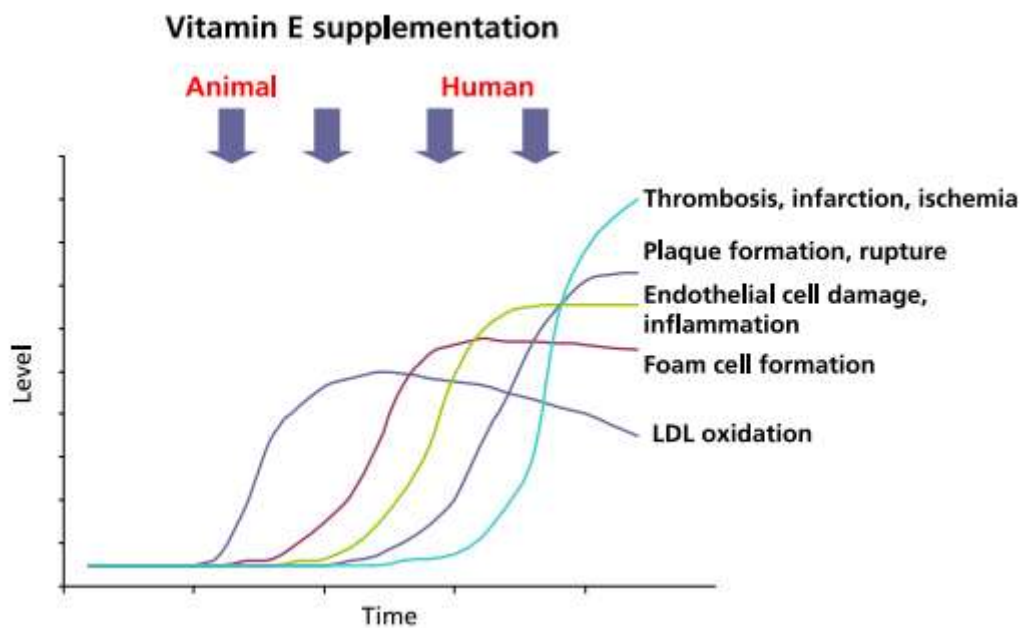 Vitamin E supplementation
Animal
Human
Thrombosis, infarction, ischemia
Plaque formation, rupture
Endothelial cell damage,
inflammation
Foam cell formation
LDL oxidation
Level
Time